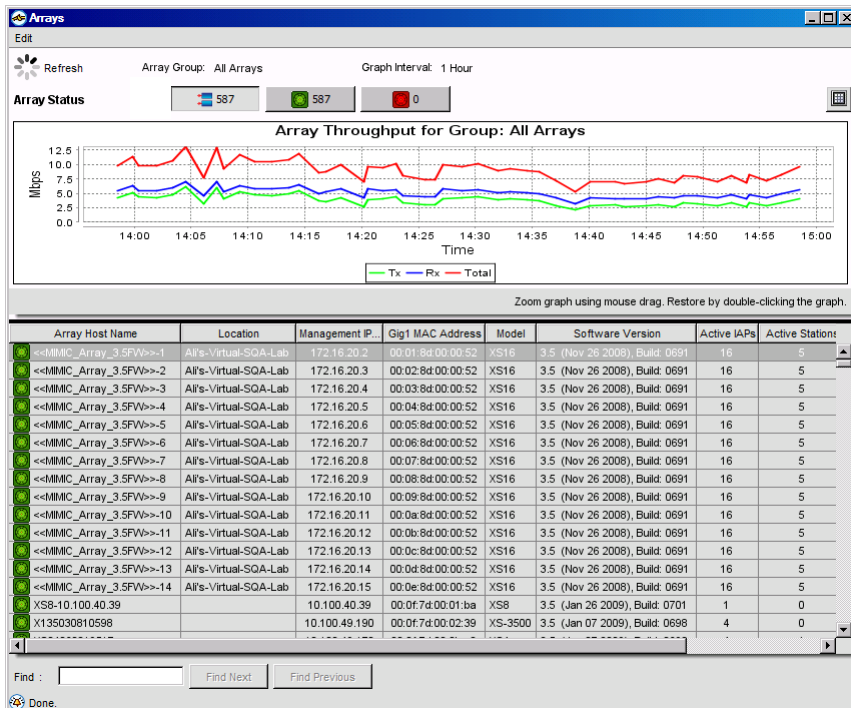 Arrays
Edit
Refresh Array Group: All Arrays Graph Interval: 1 Hour
Array Status 587 587 0
Array Throughput for Group: All Arrays
Mbps
12.5
10.0
7.5
5.0
2.5
0.0
14:00 14:05 14:10 14:15 14:20 14:25 14:30 14:35 14:40 14:45 14:50 14:55 15:00
Time
Tx Rx Total
Zoom graph using mouse drag. Restore by double-clicking the graph.
Array Host Name Location Management IP... Gig1 MAC Address Model Software Version Active IAPs Active Stations
<<MIMIC_Array_3.5FW>>-1 Ali's-Virtual-SQA-Lab 172.16.20.2 00:01:8d:00:00:52 XS16 3.5 (Nov 26 2008), Build: 0691 16 5
<<MIMIC_Array_3.5FW>>-2 Ali's-Virtual-SQA-Lab 172.16.20.3 00:02:8d:00:00:52 XS16 3.5 (Nov 26 2008), Build: 0691 16 5
<<MIMIC_Array_3.5FW>>-3 Ali's-Virtual-SQA-Lab 172.16.20.4 00:03:8d:00:00:52 XS16 3.5 (Nov 26 2008), Build: 0691 16 5
<<MIMIC_Array_3.5FW>>-4 Ali's-Virtual-SQA-Lab 172.16.20.5 00:04:8d:00:00:52 XS16 3.5 (Nov 26 2008), Build: 0691 16 5
<<MIMIC_Array_3.5FW>>-5 Ali's-Virtual-SQA-Lab 172.16.20.6 00:05:8d:00:00:52 XS16 3.5 (Nov 26 2008), Build: 0691 16 5
<<MIMIC_Array_3.5FW>>-6 Ali's-Virtual-SQA-Lab 172.16.20.7 00:06:8d:00:00:52 XS16 3.5 (Nov 26 2008), Build: 0691 16 5
<<MIMIC_Array_3.5FW>>-7 Ali's-Virtual-SQA-Lab 172.16.20.8 00:07:8d:00:00:52 XS16 3.5 (Nov 26 2008), Build: 0691 16 5
<<MIMIC_Array_3.5FW>>-8 Ali's-Virtual-SQA-Lab 172.16.20.9 00:08:8d:00:00:52 XS16 3.5 (Nov 26 2008), Build: 0691 16 5
<<MIMIC_Array_3.5FW>>-9 Ali's-Virtual-SQA-Lab 172.16.20.10 00:09:8d:00:00:52 XS16 3.5 (Nov 26 2008), Build: 0691 16 5
<<MIMIC_Array_3.5FW>>-10 Ali's-Virtual-SQA-Lab 172.16.20.11 00:0a:8d:00:00:52 XS16 3.5 (Nov 26 2008), Build: 0691 16 5
<<MIMIC_Array_3.5FW>>-11 Ali's-Virtual-SQA-Lab 172.16.20.12 00:0b:8d:00:00:52 XS16 3.5 (Nov 26 2008), Build: 0691 16 5
<<MIMIC_Array_3.5FW>>-12 Ali's-Virtual-SQA-Lab 172.16.20.13 00:0c:8d:00:00:52 XS16 3.5 (Nov 26 2008), Build: 0691 16 5
<<MIMIC_Array_3.5FW>>-13 Ali's-Virtual-SQA-Lab 172.16.20.14 00:0d:8d:00:00:52 XS16 3.5 (Nov 26 2008), Build: 0691 16 5
<<MIMIC_Array_3.5FW>>-14 Ali's-Virtual-SQA-Lab 172.16.20.15 00:0e:8d:00:00:52 XS16 3.5 (Nov 26 2008), Build: 0691 16 5
XS8-10.100.40.39 10.100.40.39 00:0f:7d:00:01:ba XS8 3.5 (Jan 26 2009), Build: 0701 1 0
X135030810598 10.100.49.190 00:0f:7d:00:02:39 XS-3500 3.5 (Jan 07 2009), Build: 0698 4 0
Find : Find Next Find Previous
Done.